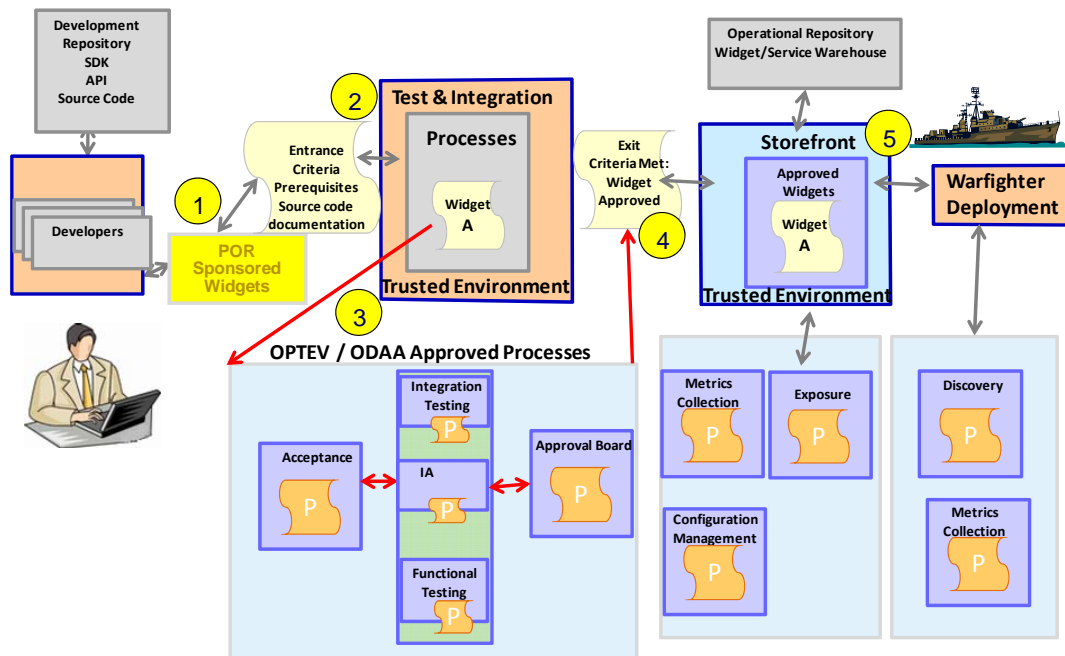 Development
Repository
SDK
API
Source Code
Developers
1
POR
Sponsored
Widgets
2
Entrance
Criteria
Prerequisites
Source code
documentation
Test & Integration
Processes
Widget
A
Trusted Environment
Exit
Criteria Met:
Widget
Approved
4
Operational Repository
Widget/Service Warehouse
5
Storefront
Approved
Widgets
Widget
A
Trusted Environment
Warfighter
Deployment
3
OPTEV / ODAA Approved Processes
Acceptance
P
Integration
Testing
P
IA
P
Functional
Testing
P
Approval Board
P
Metrics
Collection
P
Exposure
P
Configuration
Management
P
Discovery
P
Metrics
Collection
P